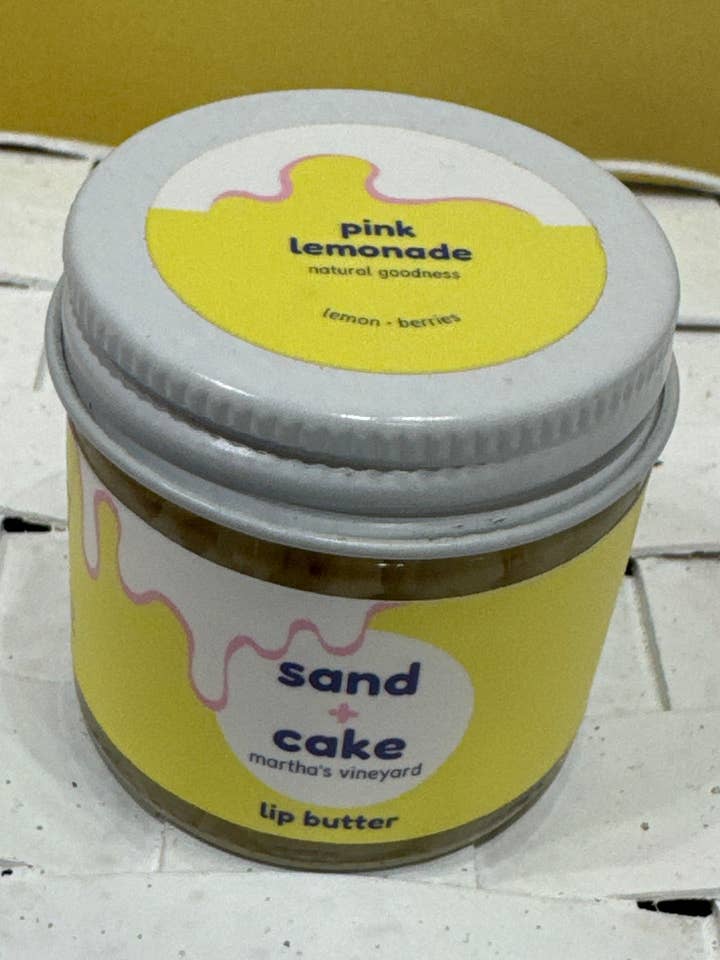 pink
lemonade
natural goodness
lemon - berries
sand
+
cake
martha's vineyard
lip butter